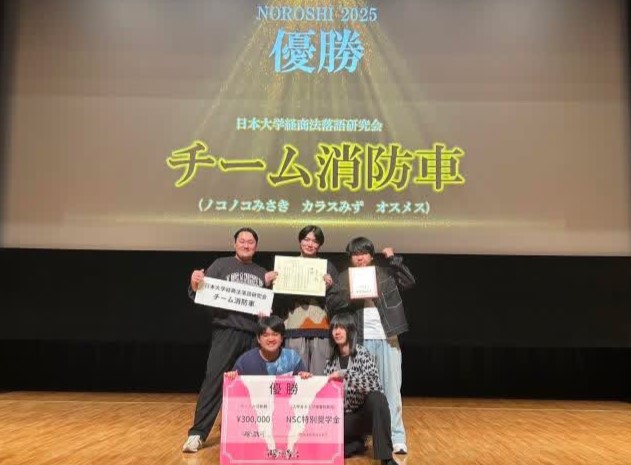 NOROSHI 2025
優勝
日本大学経商法落語研究会
チーム消防車
(ノコノコみさき カラスみず オスメス)
日本大学経商法落語研究会
チーム消防車
優勝
¥300,000 NSC特別奨学金